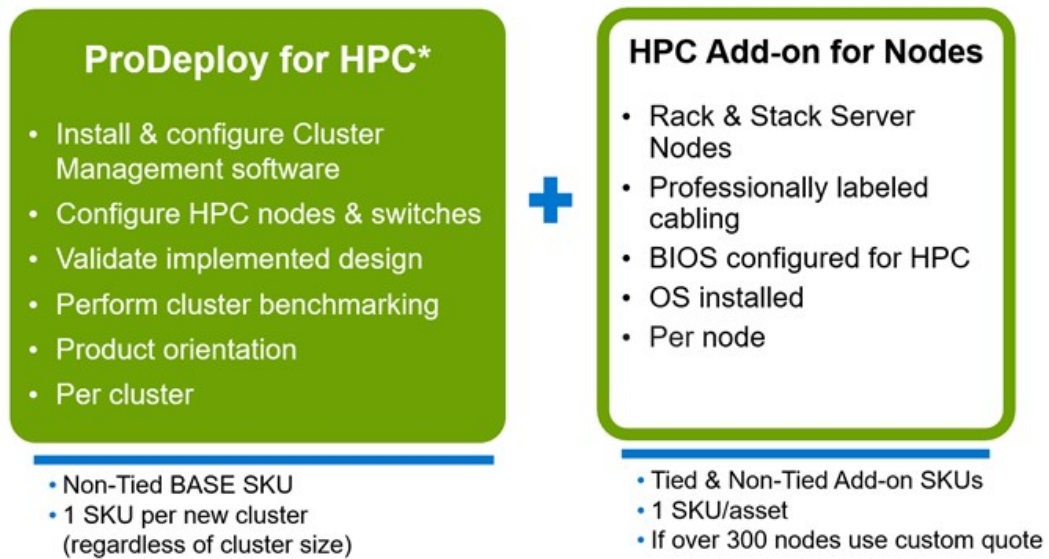 ProDeploy for HPC*
• Install & configure Cluster
Management software
• Configure HPC nodes & switches
• Validate implemented design
• Perform cluster benchmarking
• Product orientation
• Per cluster
• Non-Tied BASE SKU
• 1 SKU per new cluster
(regardless of cluster size)
+
HPC Add-on for Nodes
• Rack & Stack Server
Nodes
• Professionally labeled
cabling
• BIOS configured for HPC
• OS installed
• Per node
• Tied & Non-Tied Add-on SKUs
• 1 SKU/asset
• If over 300 nodes use custom quote